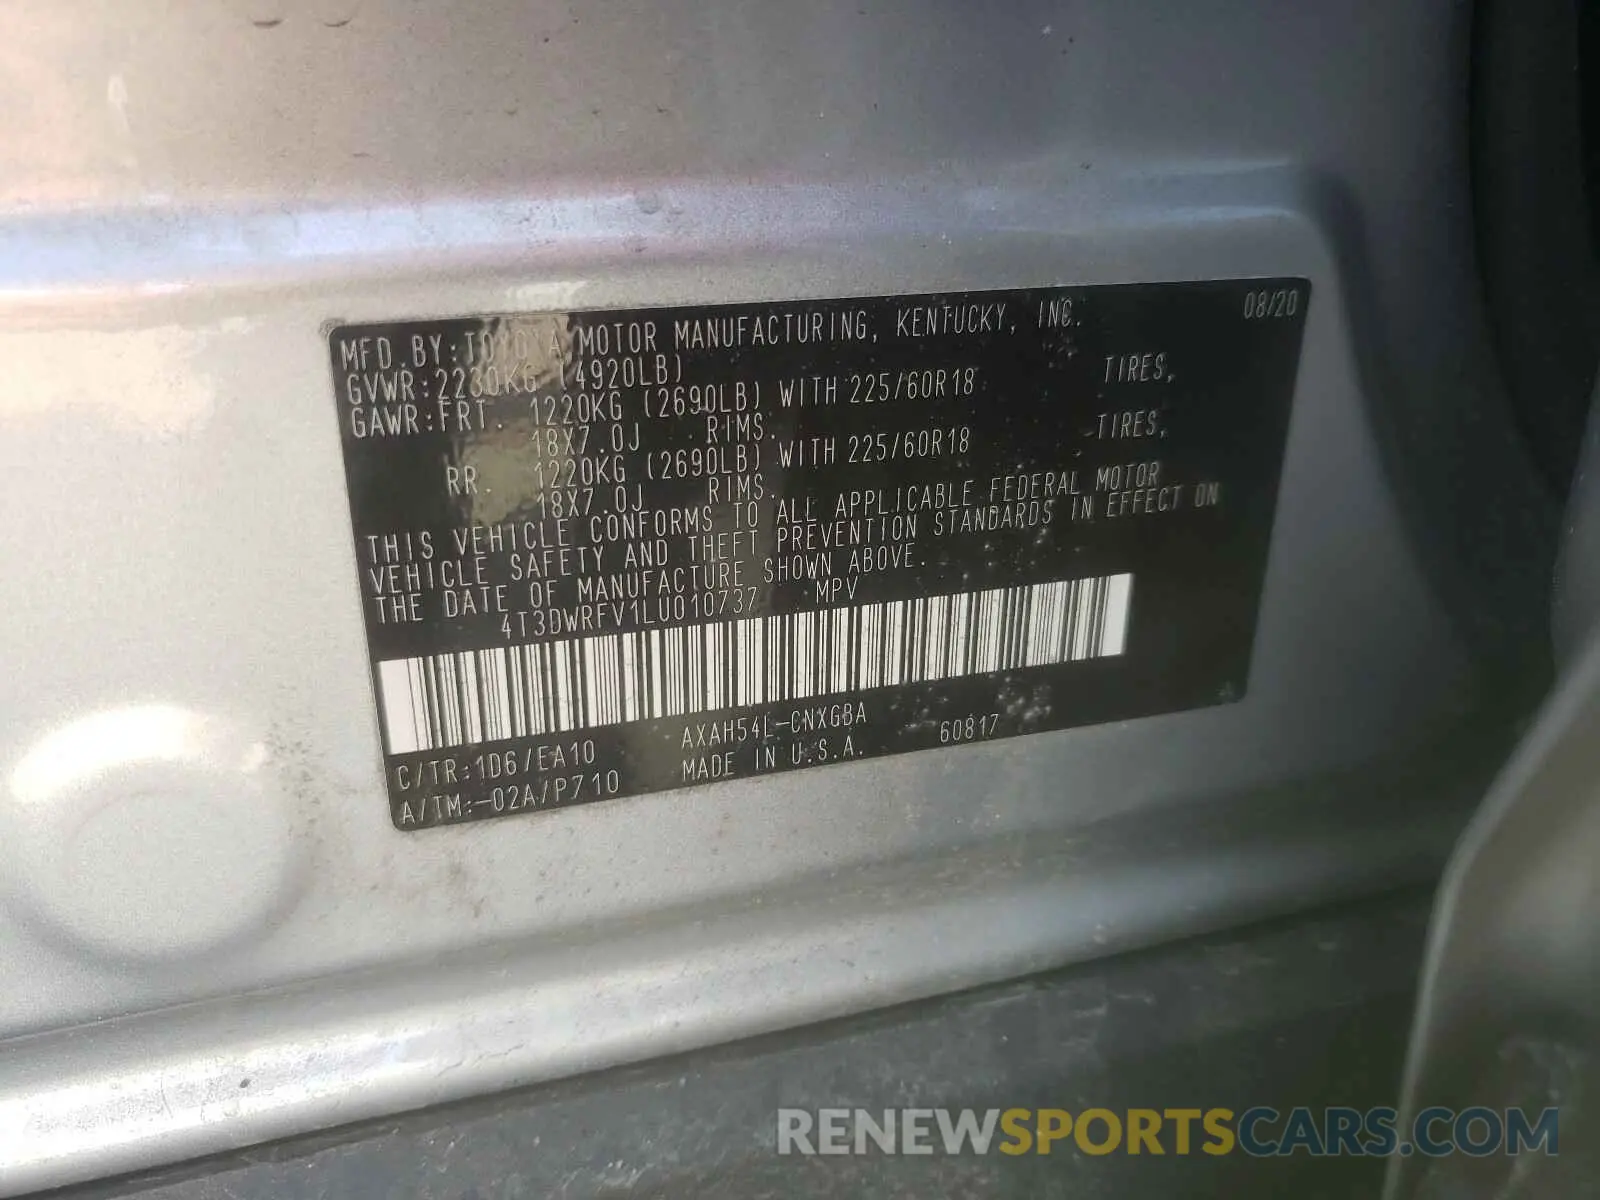 MFD.BY:TOYOTA MOTOR MANUFACTURING, KENTUCKY, INC. 08/20
GVWR:2230KG (4920LB)
GAWR:FRT. 1220KG (2690LB) WITH 225/60R18 TIRES,
18X7.0J RIMS.
RR. 1220KG (2690LB) WITH 225/60R18 TIRES,
18X7.0J RIMS.
THIS VEHICLE CONFORMS TO ALL APPLICABLE FEDERAL MOTOR
VEHICLE SAFETY AND THEFT PREVENTION STANDARDS IN EFFECT ON
THE DATE OF MANUFACTURE SHOWN ABOVE.
4T3DWRFV1LU010737 MPV
C/TR:1D6/EA10 AXAH54L-CNXGBA 60817
A/TM:-02A/P710 MADE IN U.S.A.
RENEWSPORTSCARS.COM